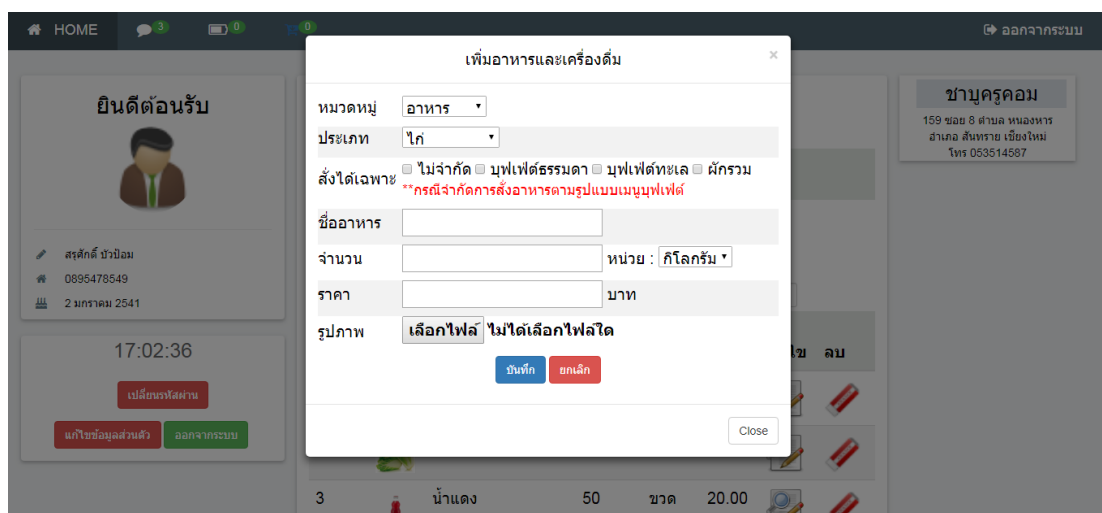 HOME 3 0 0 ออกจากระบบ
ยินดีต้อนรับ
สรุศักดิ์ บัวป้อม
0895478549
2 มกราคม 2541
17:02:36
เปลี่ยนรหัสผ่าน
แก้ไขข้อมูลส่วนตัว ออกจากระบบ
เพิ่มอาหารและเครื่องดื่ม ×
หมวดหมู่ อาหาร
ประเภท ไก่
สั่งได้เฉพาะ ไม่จำกัด บุฟเฟ่ต์ธรรมดา บุฟเฟ่ต์ทะเล ผักรวม
**กรณีจำกัดการสั่งอาหารตามรูปแบบเมนูบุฟเฟ่ต์
ชื่ออาหาร
จำนวน หน่วย : กิโลกรัม
ราคา บาท
รูปภาพ เลือกไฟล์ ไม่ได้เลือกไฟล์ใด
บันทึก ยกเลิก
Close
ลบ
3 น้ำแดง 50 ขวด 20.00
ชาบูครูคอม
159 ซอย 8 ตำบล หนองหาร
อำเภอ สันทราย เชียงใหม่
โทร 053514587